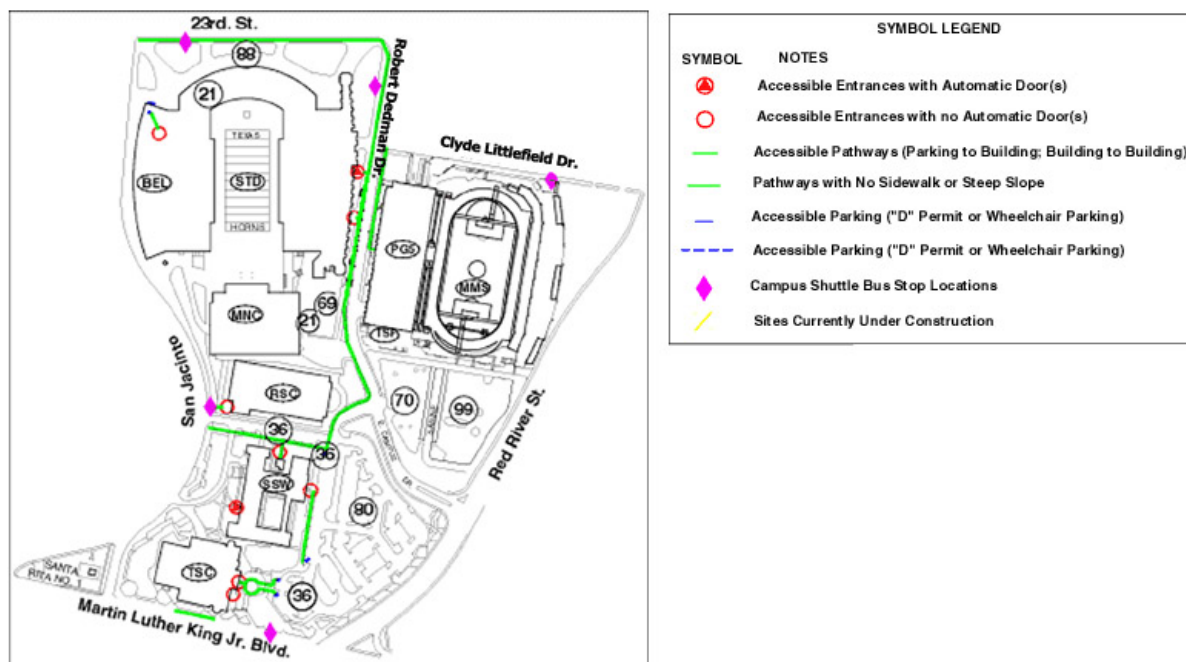 23rd. St.
88
Robert Dedman Dr.
21
TEXAS
Clyde Littlefield Dr.
BEL
STD
HORNS
PGS
MMS
69
MNC
21
TSF
San Jacinto
RSC
70
99
Red River St.
36
36
SSW
80
DR
SANTA
RITA NO. 1
TSC
36
Martin Luther King Jr. Blvd.
SYMBOL LEGEND
SYMBOL NOTES
Accessible Entrances with Automatic Door(s)
Accessible Entrances with no Automatic Door(s)
Accessible Pathways (Parking to Building; Building to Building)
Pathways with No Sidewalk or Steep Slope
Accessible Parking ("D" Permit or Wheelchair Parking)
Accessible Parking ("D" Permit or Wheelchair Parking)
Campus Shuttle Bus Stop Locations
Sites Currently Under Construction